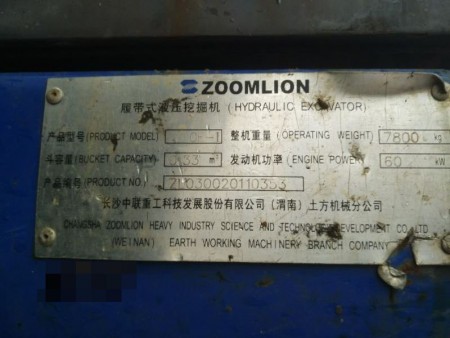 ZOOMLION
履带式液压挖掘机 (HYDRAULIC EXCAVATOR)
产品型号(PRODUCT MODEL) 整机重量 (OPERATING WEIGHT) 7800 kg
斗容量(BUCKET CAPACITY) 0.33 m³ 发动机功率 (ENGINE POWER) 60 kW
产品编号(PRODUCT NO.)
长沙中联重工科技发展股份有限公司 (渭南) 土方机械分公司
CHANGSHA ZOOMLION HEAVY INDUSTRY SCIENCE AND TECHNOLOGY DEVELOPMENT CO., LTD
(WEINAN) EARTH WORKING MACHINERY BRANCH COMPANY